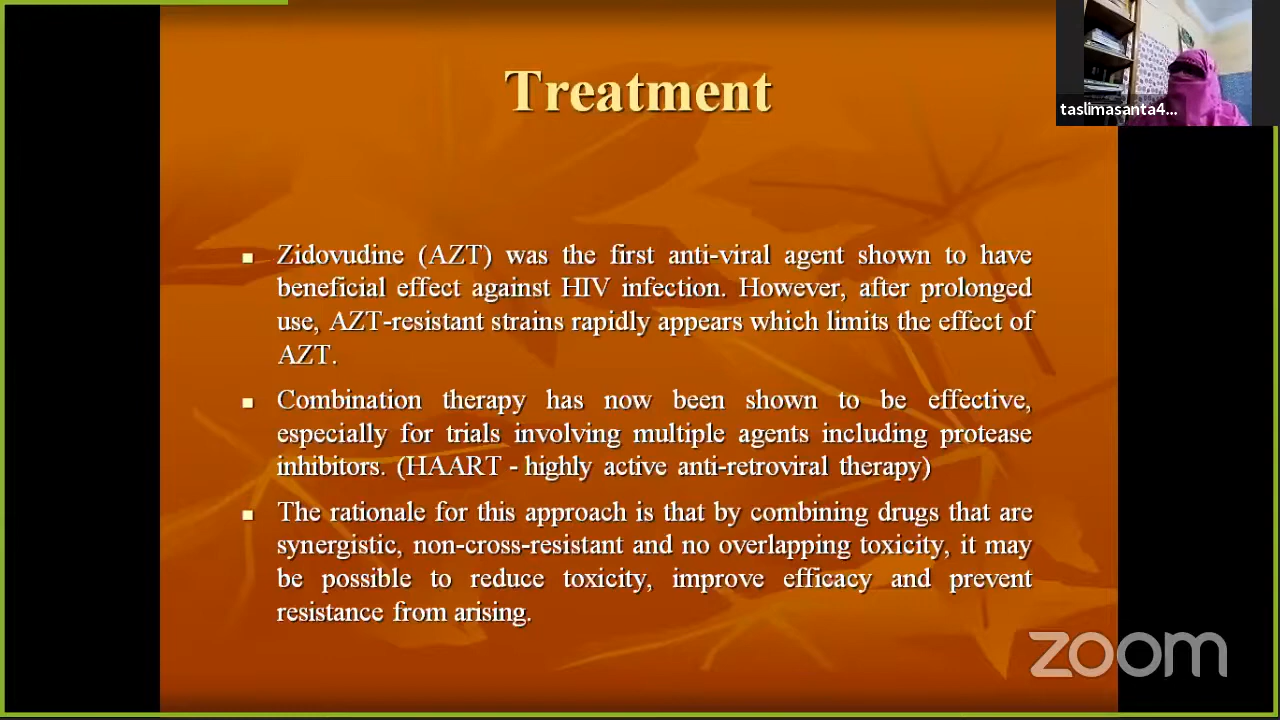 Treatment
taslimasanta4...
Zidovudine (AZT) was the first anti-viral agent shown to have
beneficial effect against HIV infection. However, after prolonged
use, AZT-resistant strains rapidly appears which limits the effect of
AZT.
Combination therapy has now been shown to be effective,
especially for trials involving multiple agents including protease
inhibitors. (HAART - highly active anti-retroviral therapy)
The rationale for this approach is that by combining drugs that are
synergistic, non-cross-resistant and no overlapping toxicity, it may
be possible to reduce toxicity, improve efficacy and prevent
resistance from arising.
zoom